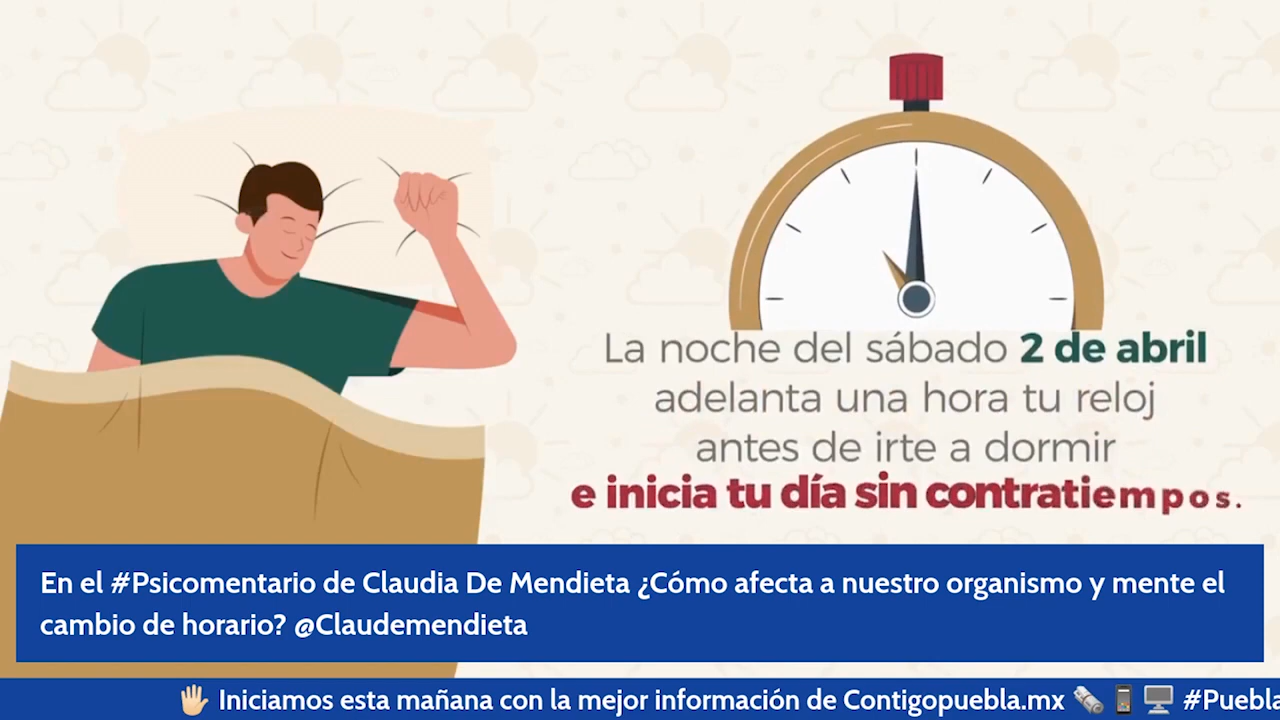 La noche del sábado 2 de abril
adelanta una hora tu reloj
antes de irte a dormir
e inicia tu día sin contratiempos.
En el #Psicomentario de Claudia De Mendieta ¿Cómo afecta a nuestro organismo y mente el
cambio de horario? @Claudemendieta
🖐🏼 Iniciamos esta mañana con la mejor información de Contigopuebla.mx 🗞️📱🖥️ #Puebla